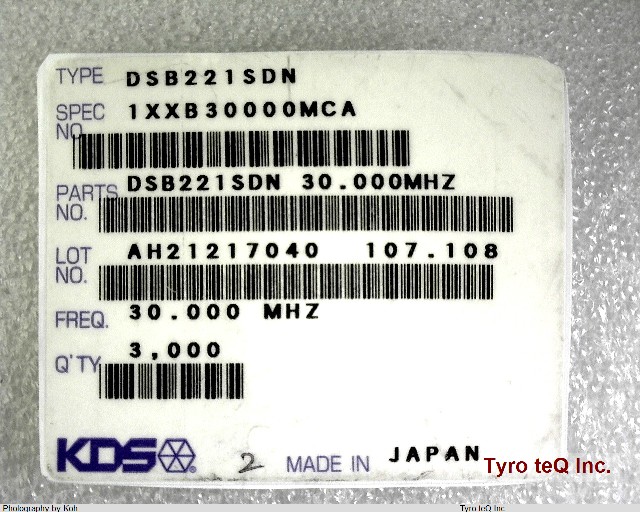 TYPE DSB221SDN
SPEC NO. 1XXB30000MCA
PARTS NO. DSB221SDN 30.000MHZ
LOT NO. AH21217040 107.108
FREQ. 30.000 MHZ
Q'TY 3,000
KDS 2 MADE IN JAPAN
Tyro teQ Inc.
Photography by Koh Tyro teQ Inc